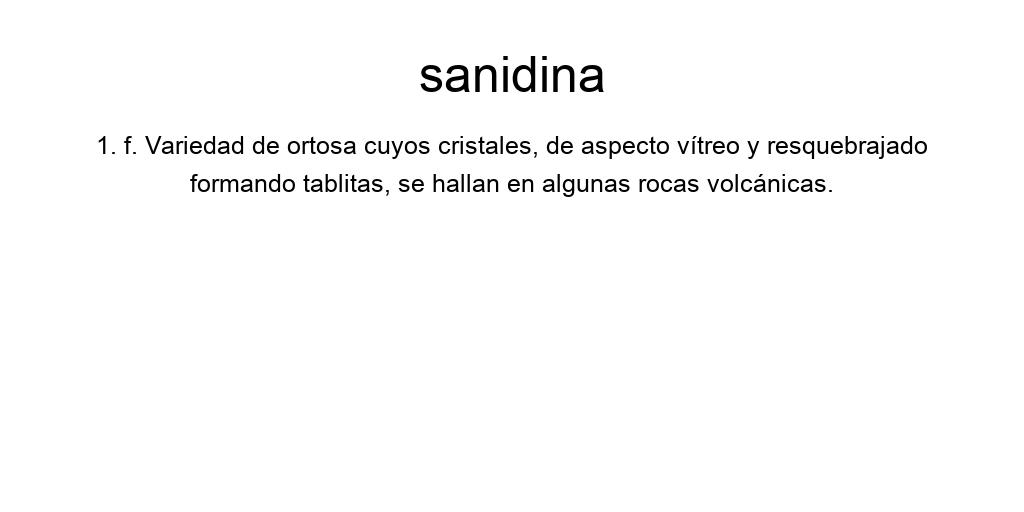 sanidina
1. f. Variedad de ortosa cuyos cristales, de aspecto vítreo y resquebrajado
formando tablitas, se hallan en algunas rocas volcánicas.